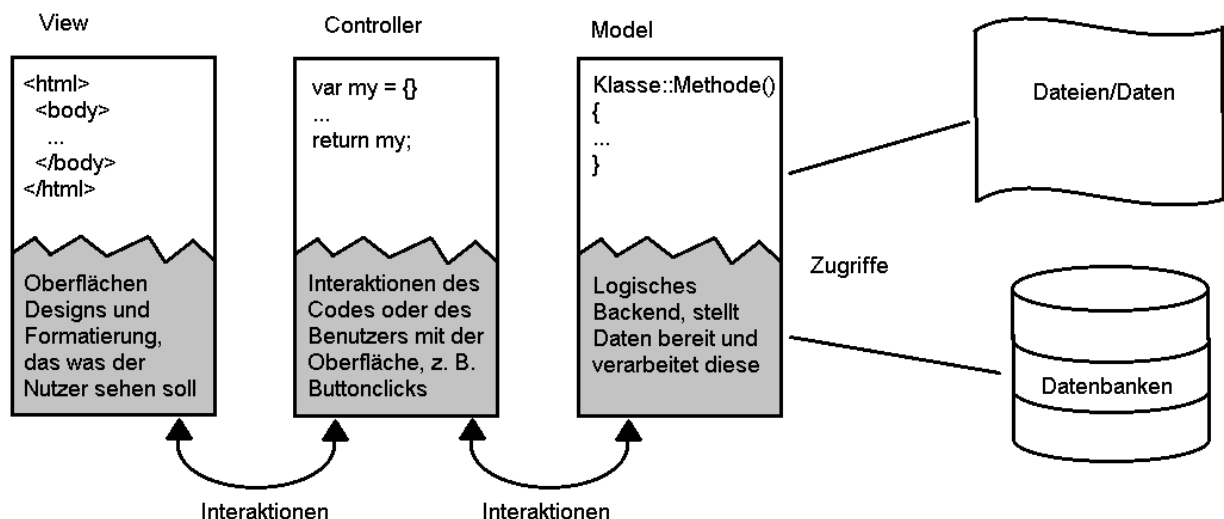 View
<html>
<body>
...
</body>
</html>
Oberflächen
Designs und
Formatierung,
das was der
Nutzer sehen soll
Controller
var my = {}
...
return my;
Interaktionen des
Codes oder des
Benutzers mit der
Oberfläche, z. B.
Buttonclicks
Model
Klasse::Methode()
{
...
}
Logisches
Backend, stellt
Daten bereit und
verarbeitet diese
Interaktionen
Interaktionen
Zugriffe
Dateien/Daten
Datenbanken